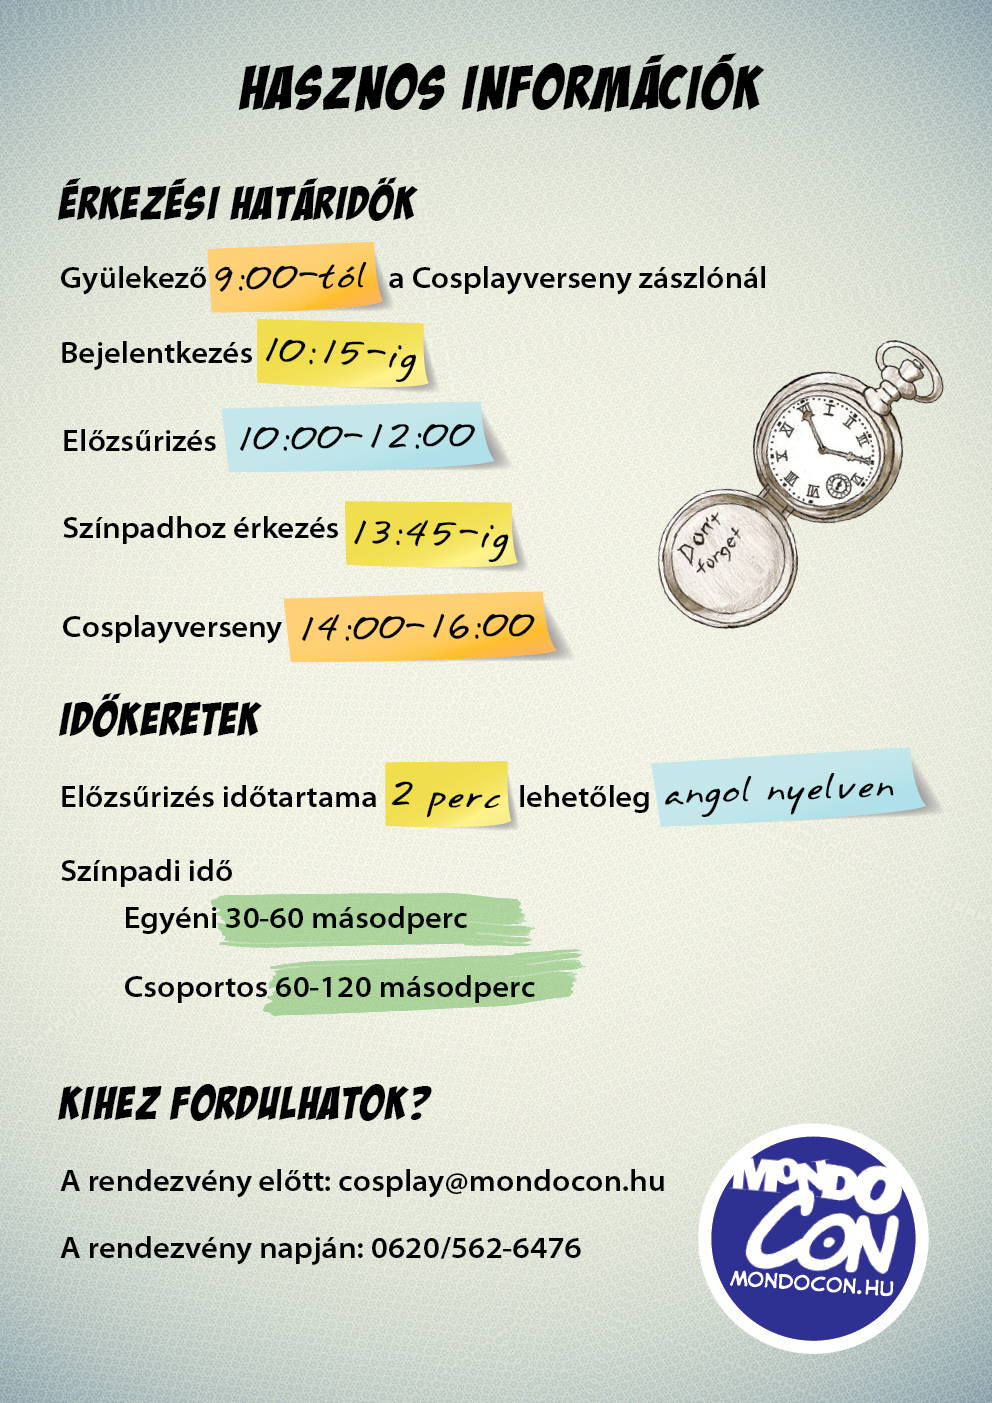 HASZNOS INFORMÁCIÓK
ÉRKEZÉSI HATÁRIDŐK
Gyülekező 9:00-tól a Cosplayverseny zászlónál
Bejelentkezés 10:15-ig
Előzsűrizés 10:00-12:00
Színpadhoz érkezés 13:45-ig
Cosplayverseny 14:00-16:00
Don't
forget
IDŐKERETEK
Előzsűrizés időtartama 2 perc lehetőleg angol nyelven
Színpadi idő
Egyéni 30-60 másodperc
Csoportos 60-120 másodperc
KIHEZ FORDULHATOK?
A rendezvény előtt: cosplay@mondocon.hu
A rendezvény napján: 0620/562-6476
MONDO
CON
MONDOCON.HU